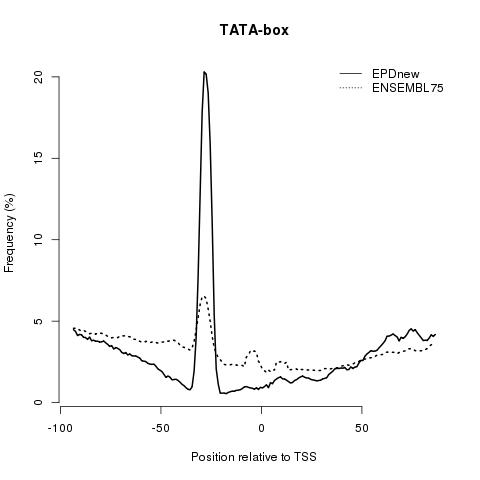 TATA-box
EPDnew
ENSEMBL75
20
15
10
5
0
Frequency (%)
-100
-50
0
50
Position relative to TSS